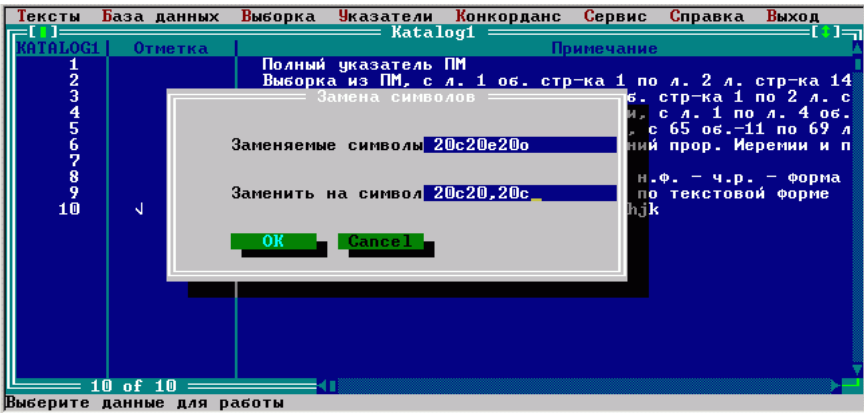 Тексты База данных Выборка Указатели Конкорданс Сервис Справка Выход
Katalog1
KATALOG1 Отметка Примечание
1 Полный указатель ПМ
2 Выборка из ПМ, с л. 1 об. стр-ка 1 по л. 2 л. стр-ка 14
3 Замена символов б. стр-ка 1 по 2 л. с
4 и, с л. 1 по л. 4 об.
5 , с 65 об.-11 по 69 л
6 Заменяемые символы 20с20е20о ний прор. Иеремии и п
7
8 н.ф. - ч.р. - форма
9 Заменить на символ 20с20,20с_ по текстовой форме
10 √ hjk
OK Cancel
10 of 10
Выберите данные для работы